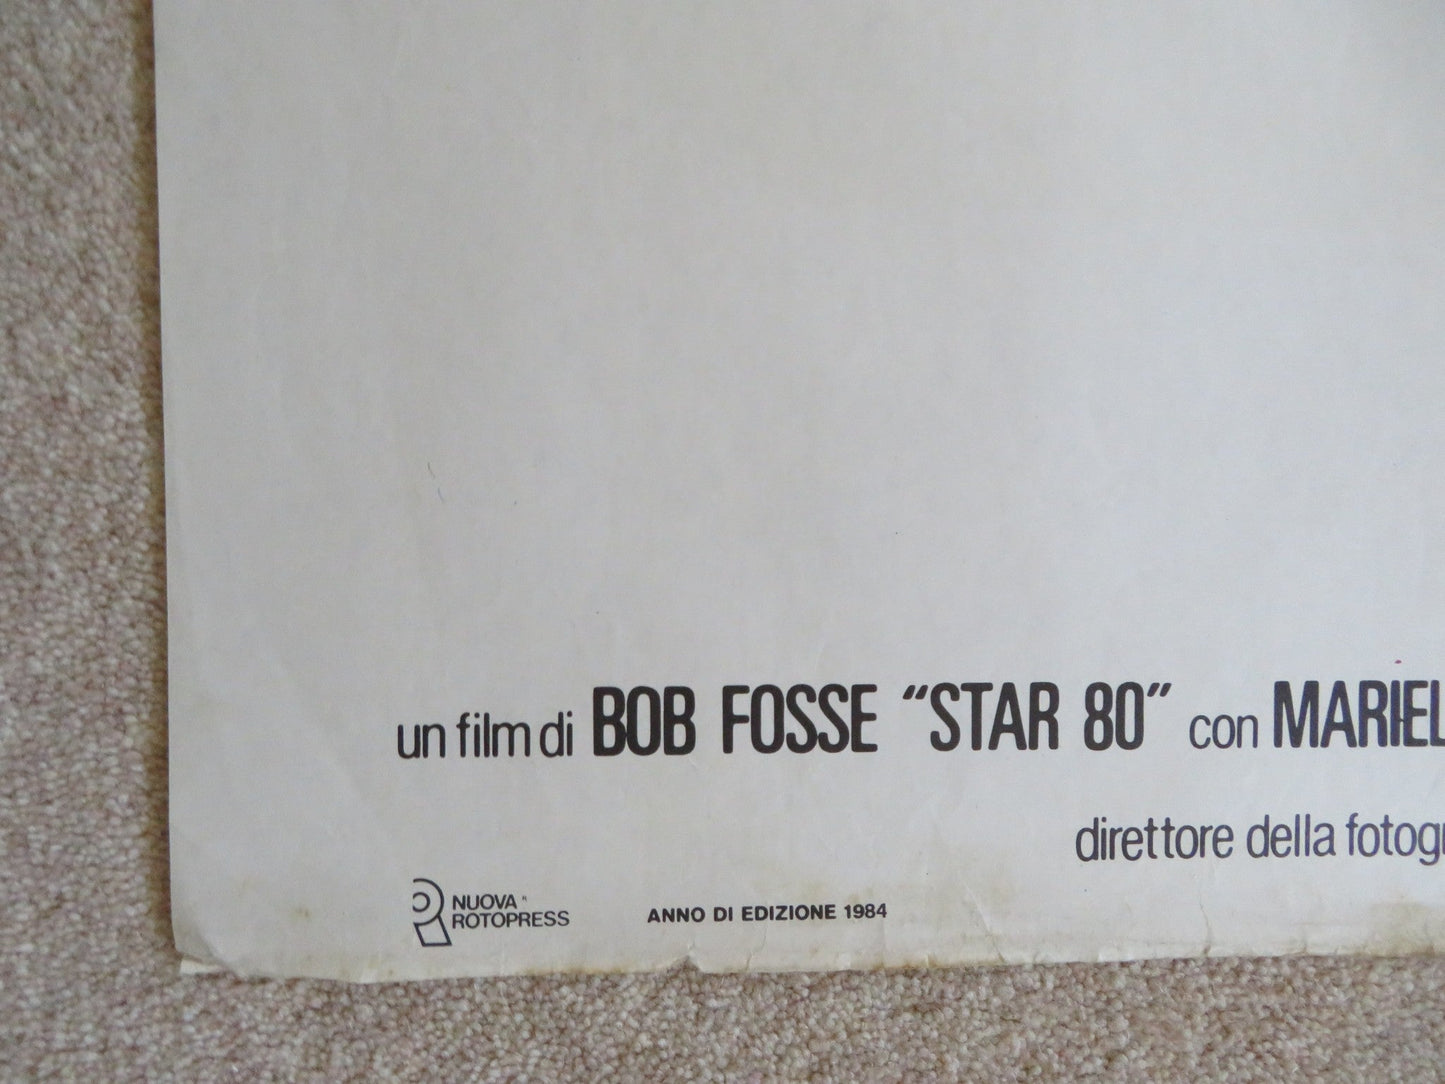 un film di BOB FOSSE “STAR 80” con MARIEL
direttore della fotogr
NUOVA
ROTOPRESS
ANNO DI EDIZIONE 1984